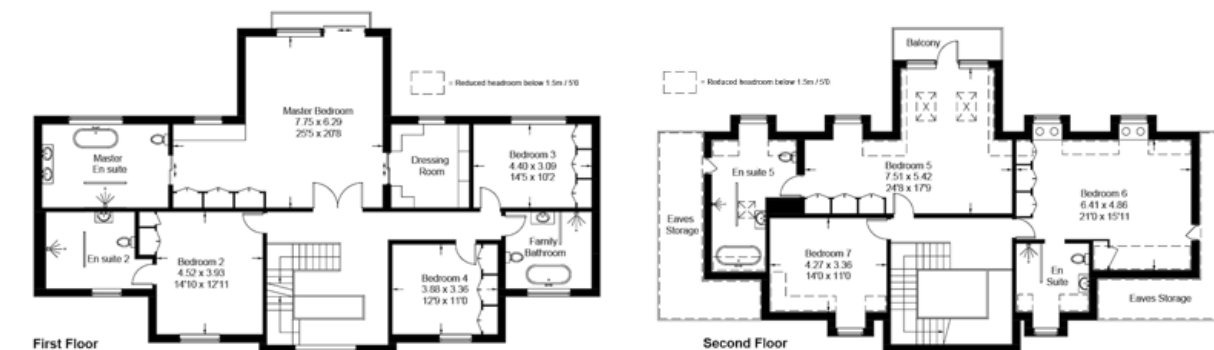 = Reduced headroom below 1.5m / 5'0
Master Bedroom
7.75 x 6.29
25'5 x 20'8
Master
En suite
Dressing
Room
Bedroom 3
4.40 x 3.09
14'5 x 10'2
En suite 2
Bedroom 2
4.52 x 3.93
14'10 x 12'11
Bedroom 4
3.88 x 3.36
12'9 x 11'0
Family
Bathroom
First Floor
Balcony
= Reduced headroom below 1.5m / 5'0
X
X
En suite 5
Bedroom 5
7.51 x 5.42
24'8 x 17'9
Bedroom 6
6.41 x 4.86
21'0 x 15'11
Eaves
Storage
Bedroom 7
4.27 x 3.36
14'0 x 11'0
En
Suite
Eaves Storage
Second Floor